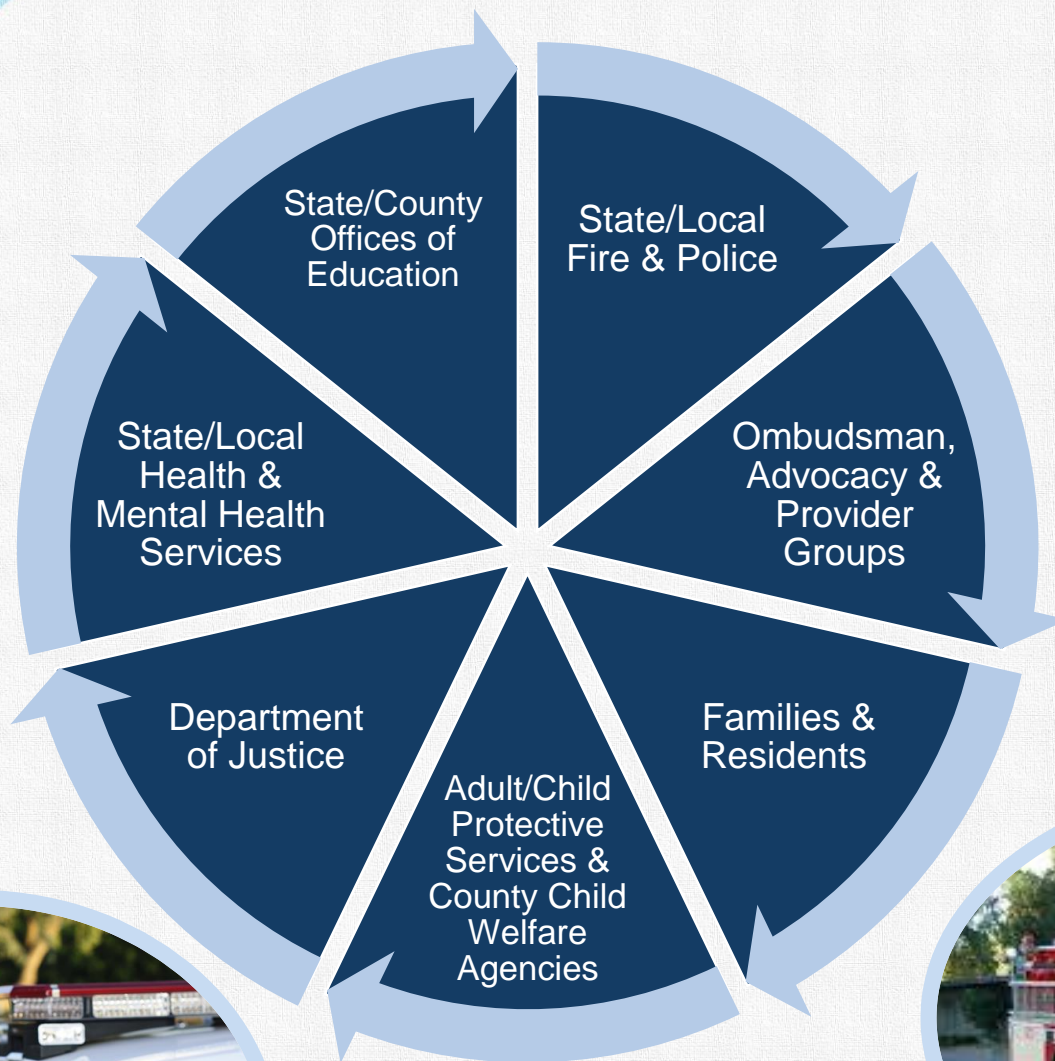 State/County
Offices of
Education
State/Local
Fire & Police
Ombudsman,
Advocacy &
Provider
Groups
Families &
Residents
Adult/Child
Protective
Services &
County Child
Welfare
Agencies
Department
of Justice
State/Local
Health &
Mental Health
Services